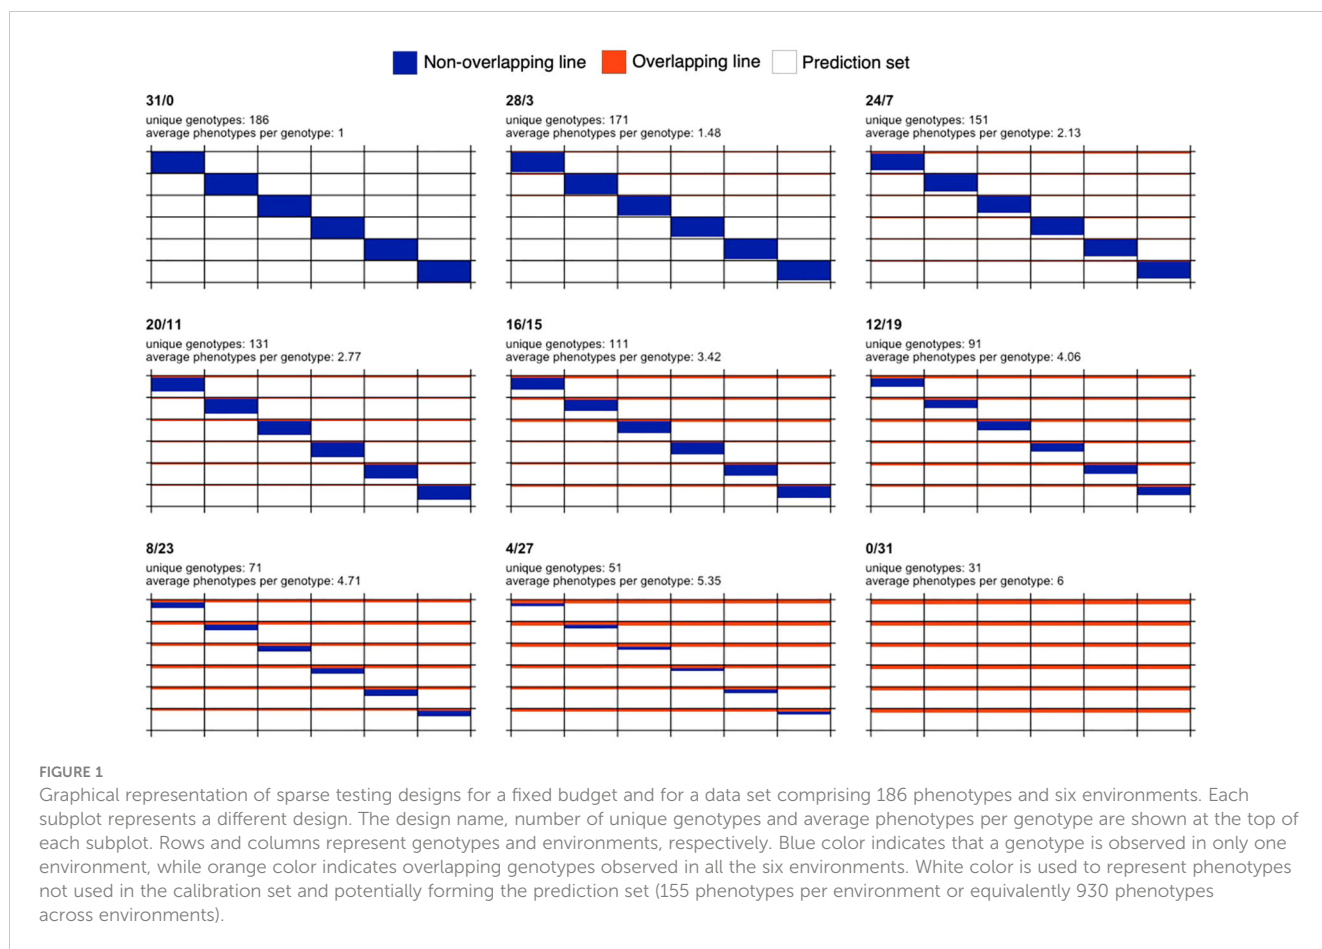 Non-overlapping line Overlapping line Prediction set
31/0
unique genotypes: 186
average phenotypes per genotype: 1
28/3
unique genotypes: 171
average phenotypes per genotype: 1.48
24/7
unique genotypes: 151
average phenotypes per genotype: 2.13
20/11
unique genotypes: 131
average phenotypes per genotype: 2.77
16/15
unique genotypes: 111
average phenotypes per genotype: 3.42
12/19
unique genotypes: 91
average phenotypes per genotype: 4.06
8/23
unique genotypes: 71
average phenotypes per genotype: 4.71
4/27
unique genotypes: 51
average phenotypes per genotype: 5.35
0/31
unique genotypes: 31
average phenotypes per genotype: 6
FIGURE 1
Graphical representation of sparse testing designs for a fixed budget and for a data set comprising 186 phenotypes and six environments. Each
subplot represents a different design. The design name, number of unique genotypes and average phenotypes per genotype are shown at the top of
each subplot. Rows and columns represent genotypes and environments, respectively. Blue color indicates that a genotype is observed in only one
environment, while orange color indicates overlapping genotypes observed in all the six environments. White color is used to represent phenotypes
not used in the calibration set and potentially forming the prediction set (155 phenotypes per environment or equivalently 930 phenotypes
across environments).